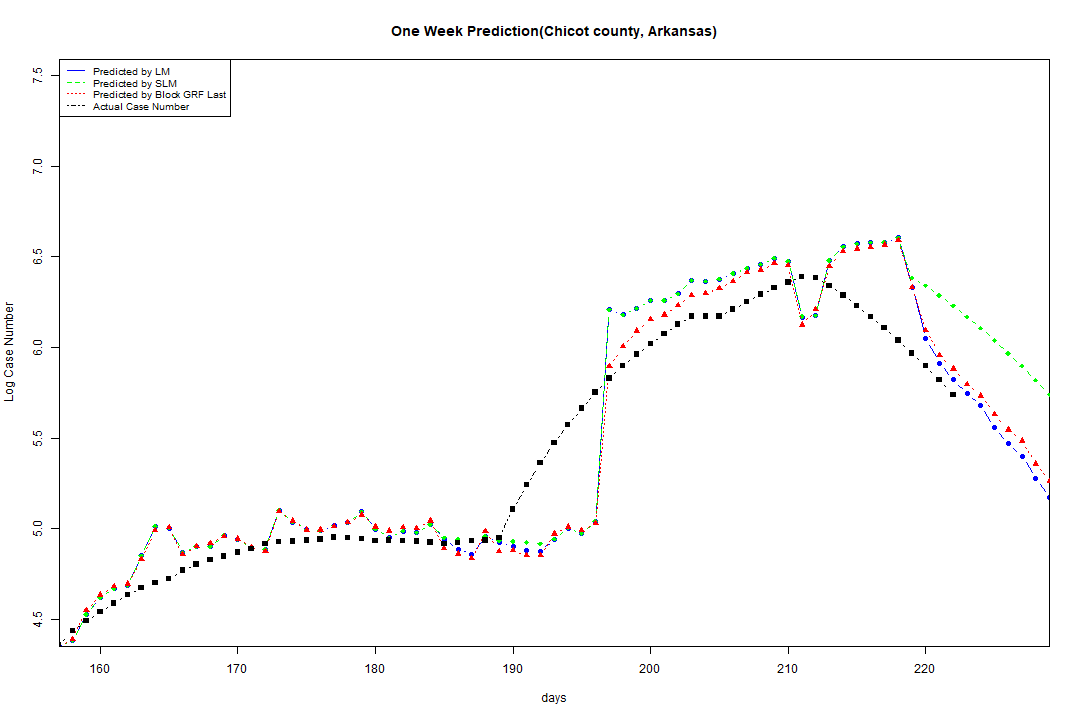 One Week Prediction(Chicot county, Arkansas)
Predicted by LM
Predicted by SLM
Predicted by Block GRF Last
Actual Case Number
7.5
7.0
6.5
6.0
5.5
5.0
4.5
Log Case Number
160 170 180 190 200 210 220
days